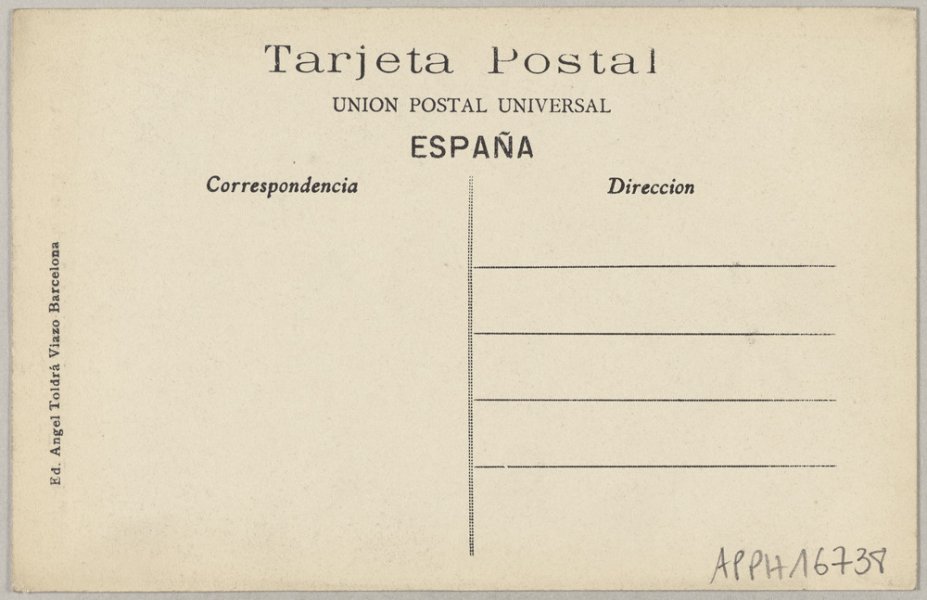 Tarjeta Postal
UNION POSTAL UNIVERSAL
ESPAÑA
Correspondencia
Direccion
Ed. Angel Toldrá Viazo Barcelona
APPH16738